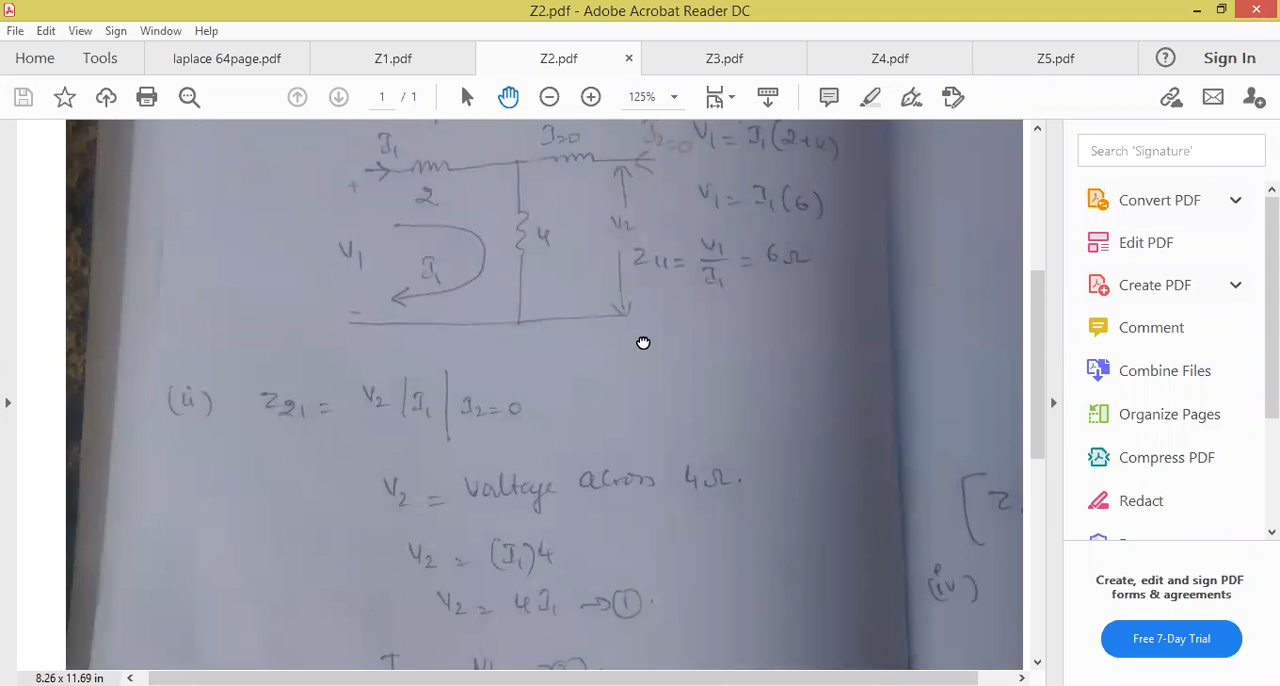 Z2.pdf - Adobe Acrobat Reader DC
File Edit View Sign Window Help
Home Tools laplace 64page.pdf Z1.pdf Z2.pdf × Z3.pdf Z4.pdf Z5.pdf Sign In
1 / 1 125%
I1 I=0 I2=0 V1 = I1(2+4)
+ 2
V1 = I1(6)
V1 I1 4 V2
Z11 = V1/I1 = 6Ω
-
(ii) Z21 = V2 | I1 | I2=0
V2 = Voltage across 4Ω.
V2 = (I1)4
V2 = 4I1 → ①.
[Z
(iv)
8.26 x 11.69 in
Search 'Signature'
Convert PDF
Edit PDF
Create PDF
Comment
Combine Files
Organize Pages
Compress PDF
Redact
Create, edit and sign PDF
forms & agreements
Free 7-Day Trial